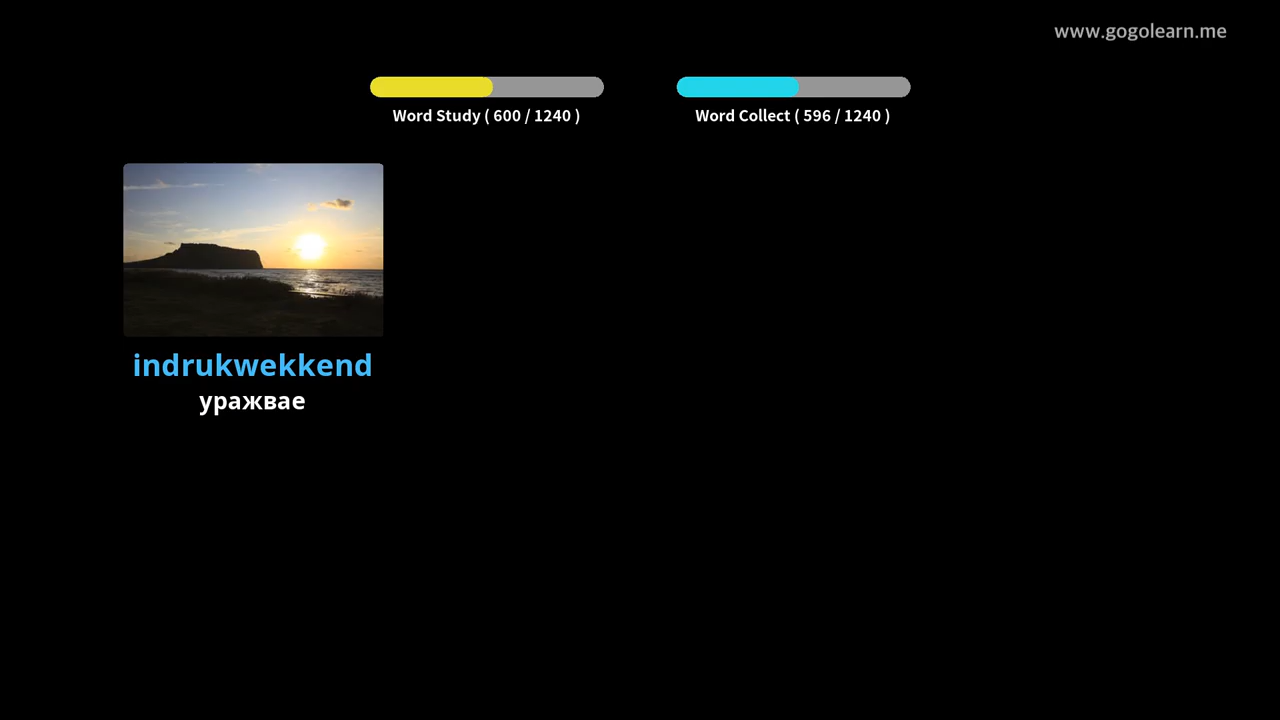 www.gogolearn.me
Word Study ( 600 / 1240 )
Word Collect ( 596 / 1240 )
indrukwekkend
уражвае